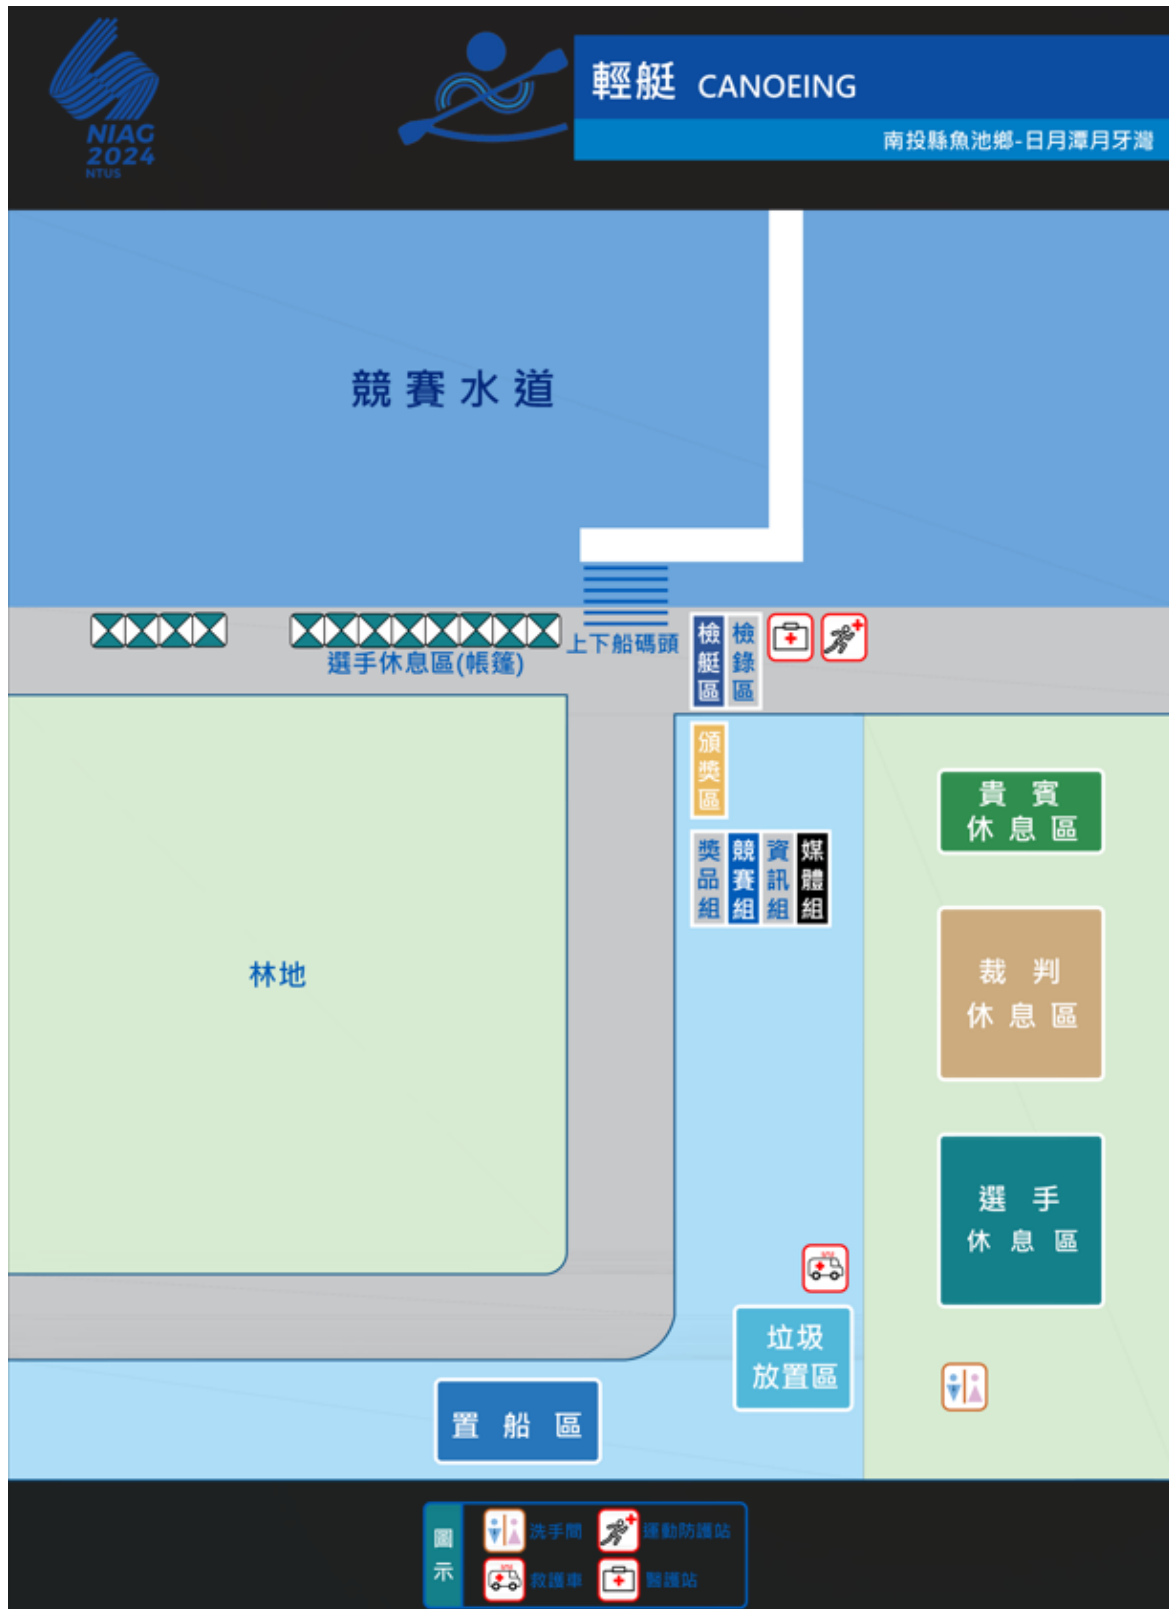 NIAG
2024
NTUS
輕艇 CANOEING
南投縣魚池鄉-日月潭月牙灣
競賽水道
選手休息區(帳篷)
上下船碼頭
檢艇區
檢錄區
頒獎區
獎品組
競賽組
資訊組
媒體組
貴賓
休息區
裁判
休息區
選手
休息區
林地
垃圾
放置區
置船區
圖示
洗手間
運動防護站
救護車
醫護站